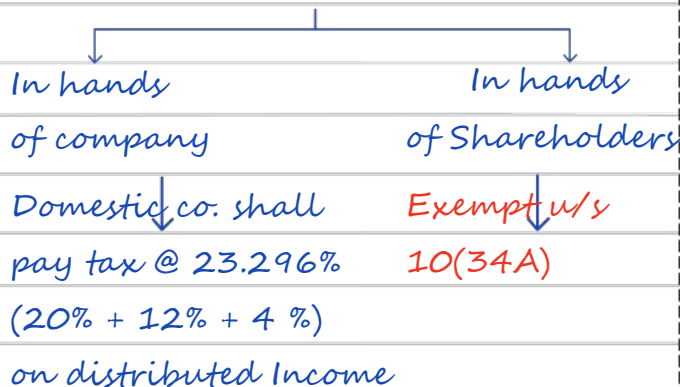 In hands
of company
Domestic co. shall
pay tax @ 23.296%
(20% + 12% + 4 %)
on distributed Income
In hands
of Shareholders
Exempt u/s
10(34A)